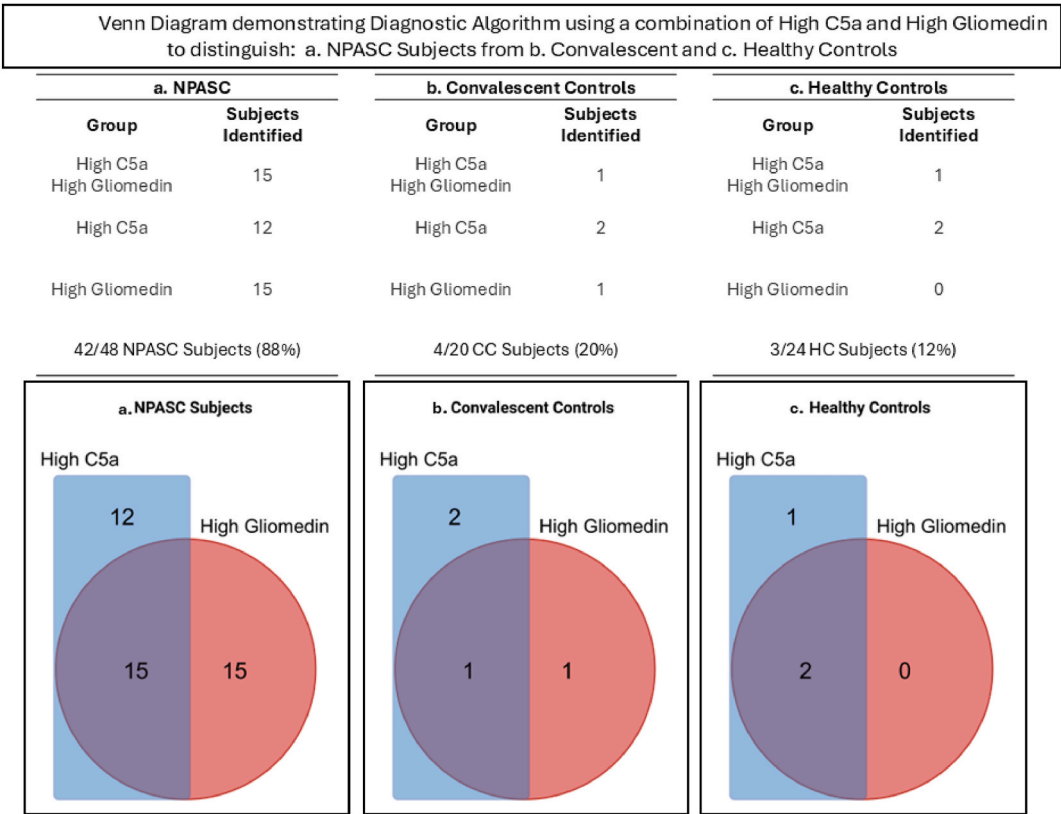 Venn Diagram demonstrating Diagnostic Algorithm using a combination of High C5a and High Gliomedin
to distinguish: a. NPASC Subjects from b. Convalescent and c. Healthy Controls
a. NPASC
Group
Subjects
Identified
High C5a
High Gliomedin
15
High C5a
12
High Gliomedin
15
42/48 NPASC Subjects (88%)
b. Convalescent Controls
Group
Subjects
Identified
High C5a
High Gliomedin
1
High C5a
2
High Gliomedin
1
4/20 CC Subjects (20%)
c. Healthy Controls
Group
Subjects
Identified
High C5a
High Gliomedin
1
High C5a
2
High Gliomedin
0
3/24 HC Subjects (12%)
a. NPASC Subjects
High C5a
12
High Gliomedin
15
15
b. Convalescent Controls
High C5a
2
High Gliomedin
1
1
c. Healthy Controls
High C5a
1
High Gliomedin
2
0